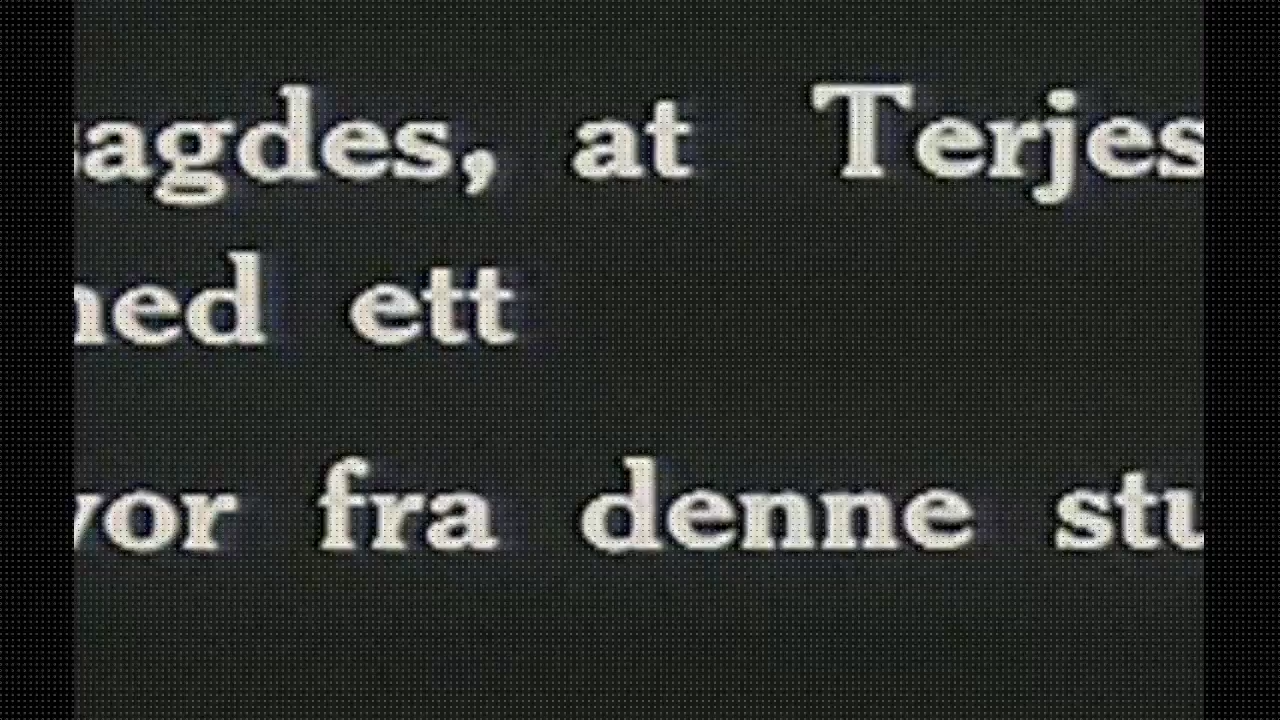 agdes, at Terjes
ned ett
vor fra denne stu